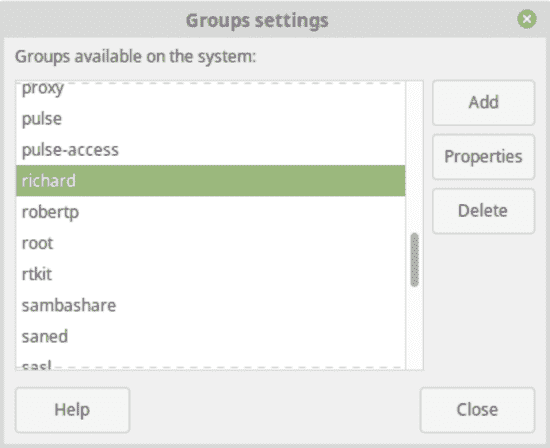 Groups settings
Groups available on the system:
proxy
pulse
pulse-access
richard
robertp
root
rtkit
sambashare
saned
sasl
Add
Properties
Delete
Help
Close